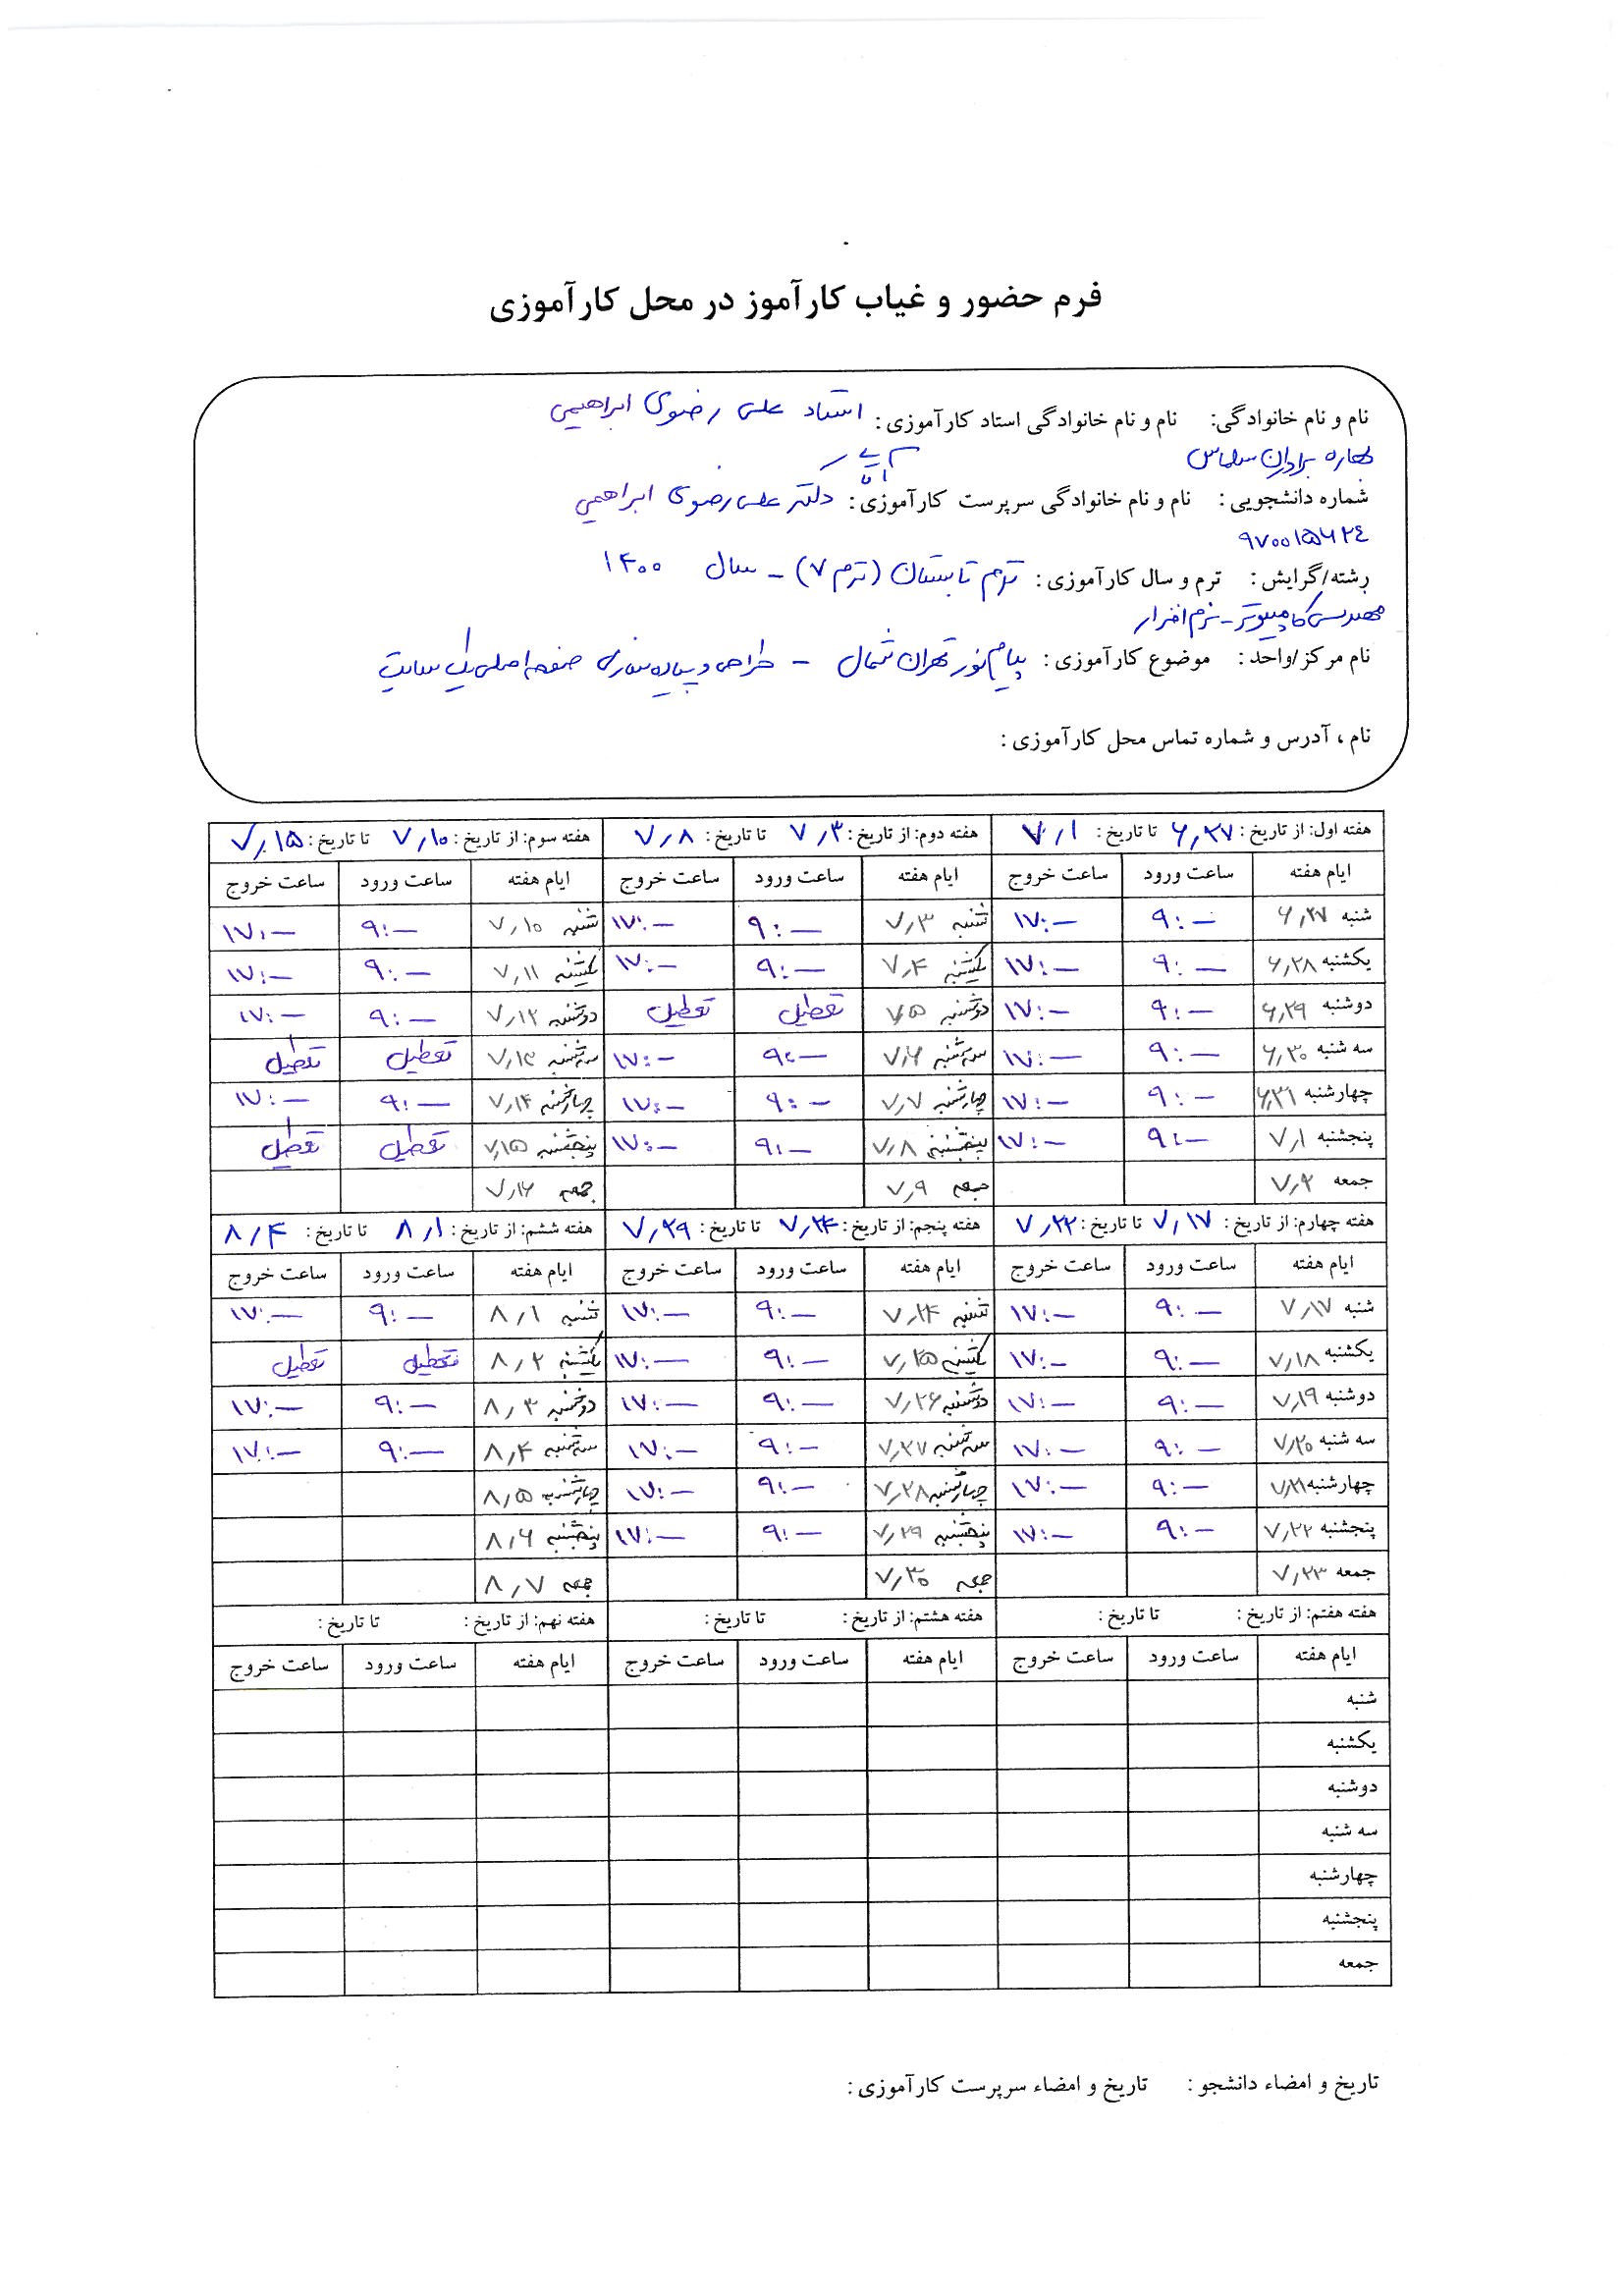 فرم حضور و غیاب کارآموز در محل کارآموزی
نام و نام خانوادگی: نام و نام خانوادگی استاد کارآموزی: استاد علی رضوی ابراهیمی
بهاره برادران سلماس
شماره دانشجویی: نام و نام خانوادگی سرپرست کارآموزی: دکتر علی رضوی ابراهیمی
۹۷۰۰۱۵۶۲۴
رشته/گرایش: ترم و سال کارآموزی: ترم تابستان (ترم ۷) - سال ۱۴۰۰
مهندسی کامپیوتر - نرم افزار
نام مرکز/واحد: موضوع کارآموزی: پیام نور تهران شمال - طراحی و پیاده سازی صفحه اصلی یک سایت
نام ، آدرس و شماره تماس محل کارآموزی:
هفته اول: از تاریخ: ۶٫۲۷ تا تاریخ: ۷٫۱ هفته دوم: از تاریخ: ۷٫۳ تا تاریخ: ۷٫۸ هفته سوم: از تاریخ: ۷٫۱۰ تا تاریخ: ۷٫۱۵
ایام هفته ساعت ورود ساعت خروج ایام هفته ساعت ورود ساعت خروج ایام هفته ساعت ورود ساعت خروج
شنبه ۶٫۲۷ ۹:— ۱۷:— شنبه ۷٫۳ ۹:— ۱۷:— شنبه ۷٫۱۰ ۹:— ۱۷:—
یکشنبه ۶٫۲۸ ۹:— ۱۷:— یکشنبه ۷٫۴ ۹:— ۱۷:— یکشنبه ۷٫۱۱ ۹:— ۱۷:—
دوشنبه ۶٫۲۹ ۹:— ۱۷:— دوشنبه ۷٫۵ تعطیل تعطیل دوشنبه ۷٫۱۲ ۹:— ۱۷:—
سه شنبه ۶٫۳۰ ۹:— ۱۷:— سه شنبه ۷٫۶ ۹:— ۱۷:— سه شنبه ۷٫۱۳ تعطیل تعطیل
چهارشنبه ۶٫۳۱ ۹:— ۱۷:— چهارشنبه ۷٫۷ ۹:— ۱۷:— چهارشنبه ۷٫۱۴ ۹:— ۱۷:—
پنجشنبه ۷٫۱ ۹:— ۱۷:— پنجشنبه ۷٫۸ ۹:— ۱۷:— پنجشنبه ۷٫۱۵ تعطیل تعطیل
جمعه ۷٫۲ جمعه ۷٫۹ جمعه ۷٫۱۶
هفته چهارم: از تاریخ: ۷٫۱۷ تا تاریخ: ۷٫۲۲ هفته پنجم: از تاریخ: ۷٫۲۴ تا تاریخ: ۷٫۲۹ هفته ششم: از تاریخ: ۸٫۱ تا تاریخ: ۸٫۴
ایام هفته ساعت ورود ساعت خروج ایام هفته ساعت ورود ساعت خروج ایام هفته ساعت ورود ساعت خروج
شنبه ۷٫۱۷ ۹:— ۱۷:— شنبه ۷٫۲۴ ۹:— ۱۷:— شنبه ۸٫۱ ۹:— ۱۷:—
یکشنبه ۷٫۱۸ ۹:— ۱۷:— یکشنبه ۷٫۲۵ ۹:— ۱۷:— یکشنبه ۸٫۲ تعطیل تعطیل
دوشنبه ۷٫۱۹ ۹:— ۱۷:— دوشنبه ۷٫۲۶ ۹:— ۱۷:— دوشنبه ۸٫۳ ۹:— ۱۷:—
سه شنبه ۷٫۲۰ ۹:— ۱۷:— سه شنبه ۷٫۲۷ ۹:— ۱۷:— سه شنبه ۸٫۴ ۹:— ۱۷:—
چهارشنبه ۷٫۲۱ ۹:— ۱۷:— چهارشنبه ۷٫۲۸ ۹:— ۱۷:— چهارشنبه ۸٫۵
پنجشنبه ۷٫۲۲ ۹:— ۱۷:— پنجشنبه ۷٫۲۹ ۹:— ۱۷:— پنجشنبه ۸٫۶
جمعه ۷٫۲۳ جمعه ۷٫۳۰ جمعه ۸٫۷
هفته هفتم: از تاریخ: تا تاریخ: هفته هشتم: از تاریخ: تا تاریخ: هفته نهم: از تاریخ: تا تاریخ:
ایام هفته ساعت ورود ساعت خروج ایام هفته ساعت ورود ساعت خروج ایام هفته ساعت ورود ساعت خروج
شنبه
یکشنبه
دوشنبه
سه شنبه
چهارشنبه
پنجشنبه
جمعه
تاریخ و امضاء دانشجو: تاریخ و امضاء سرپرست کارآموزی: